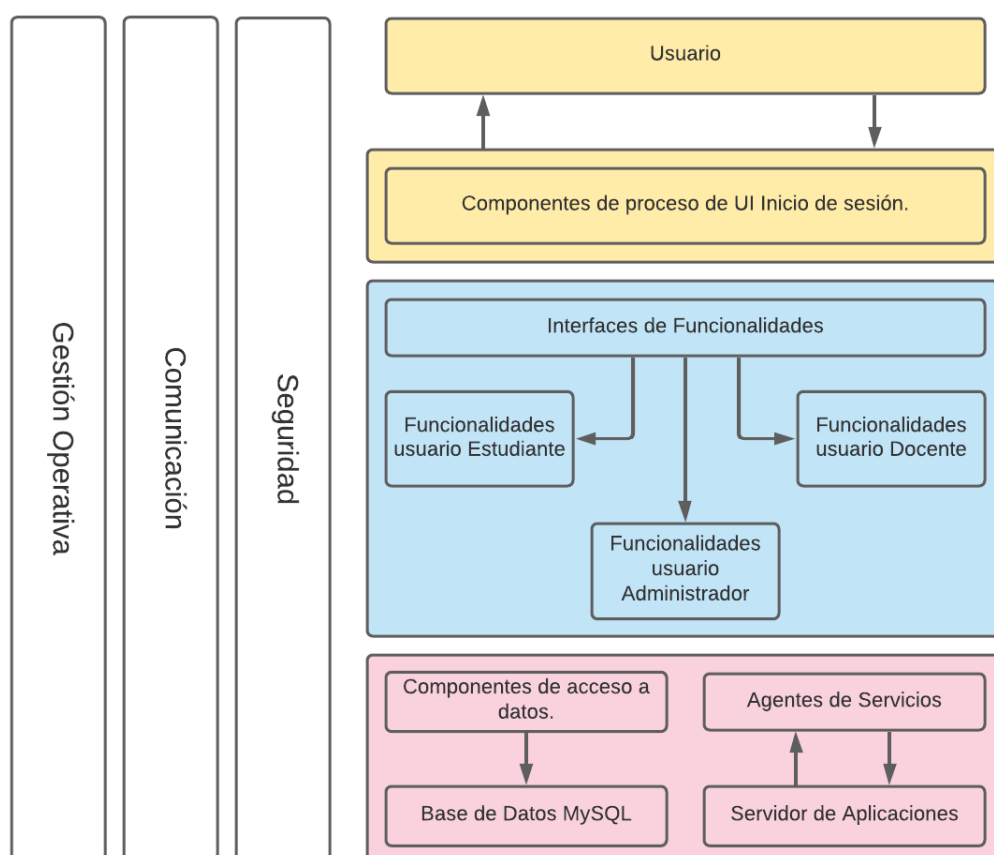 Gestión Operativa
Comunicación
Seguridad
Usuario
Componentes de proceso de UI Inicio de sesión.
Interfaces de Funcionalidades
Funcionalidades
usuario Estudiante
Funcionalidades
usuario Docente
Funcionalidades
usuario
Administrador
Componentes de acceso a
datos.
Agentes de Servicios
Base de Datos MySQL
Servidor de Aplicaciones